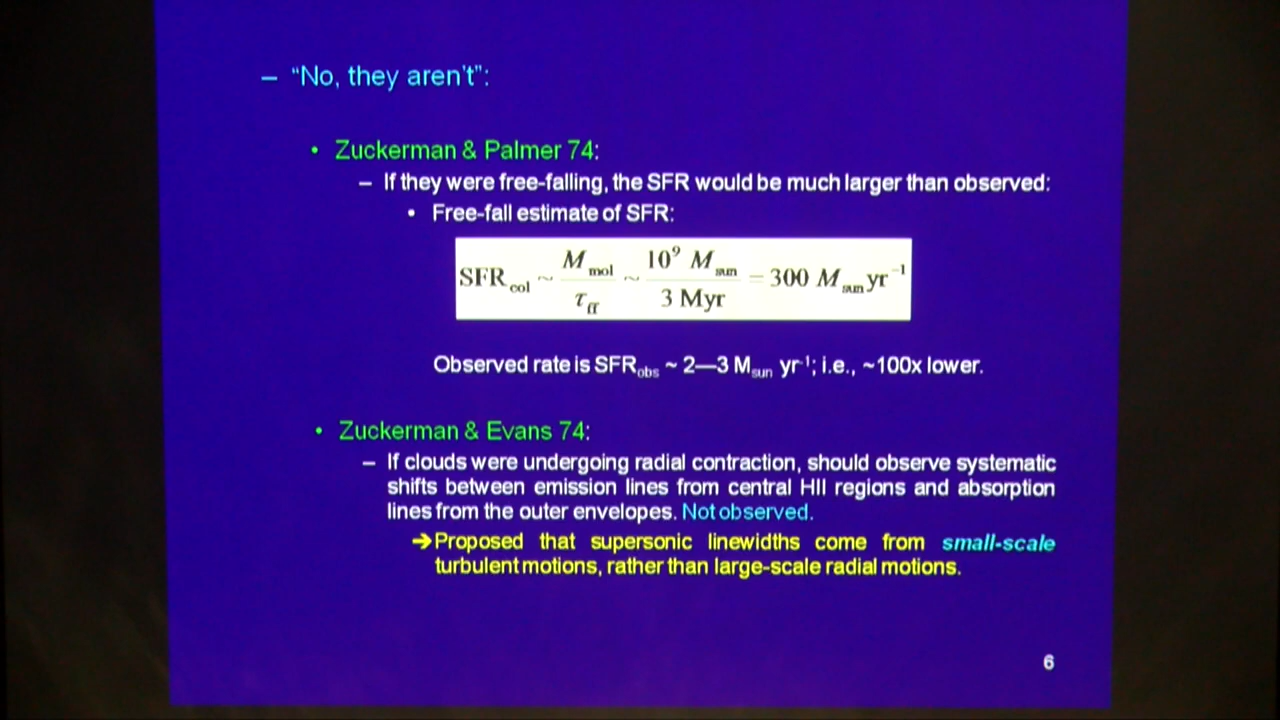 – “No, they aren’t”:
• Zuckerman & Palmer 74:
– If they were free-falling, the SFR would be much larger than observed:
• Free-fall estimate of SFR:
SFR_col ~ M_mol / τ_ff ~ 10⁹ M_sun / 3 Myr = 300 M_sun yr⁻¹
Observed rate is SFR_obs ~ 2—3 M_sun yr⁻¹; i.e., ~100x lower.
• Zuckerman & Evans 74:
– If clouds were undergoing radial contraction, should observe systematic
shifts between emission lines from central HII regions and absorption
lines from the outer envelopes. Not observed.
➔Proposed that supersonic linewidths come from small-scale
turbulent motions, rather than large-scale radial motions.
6